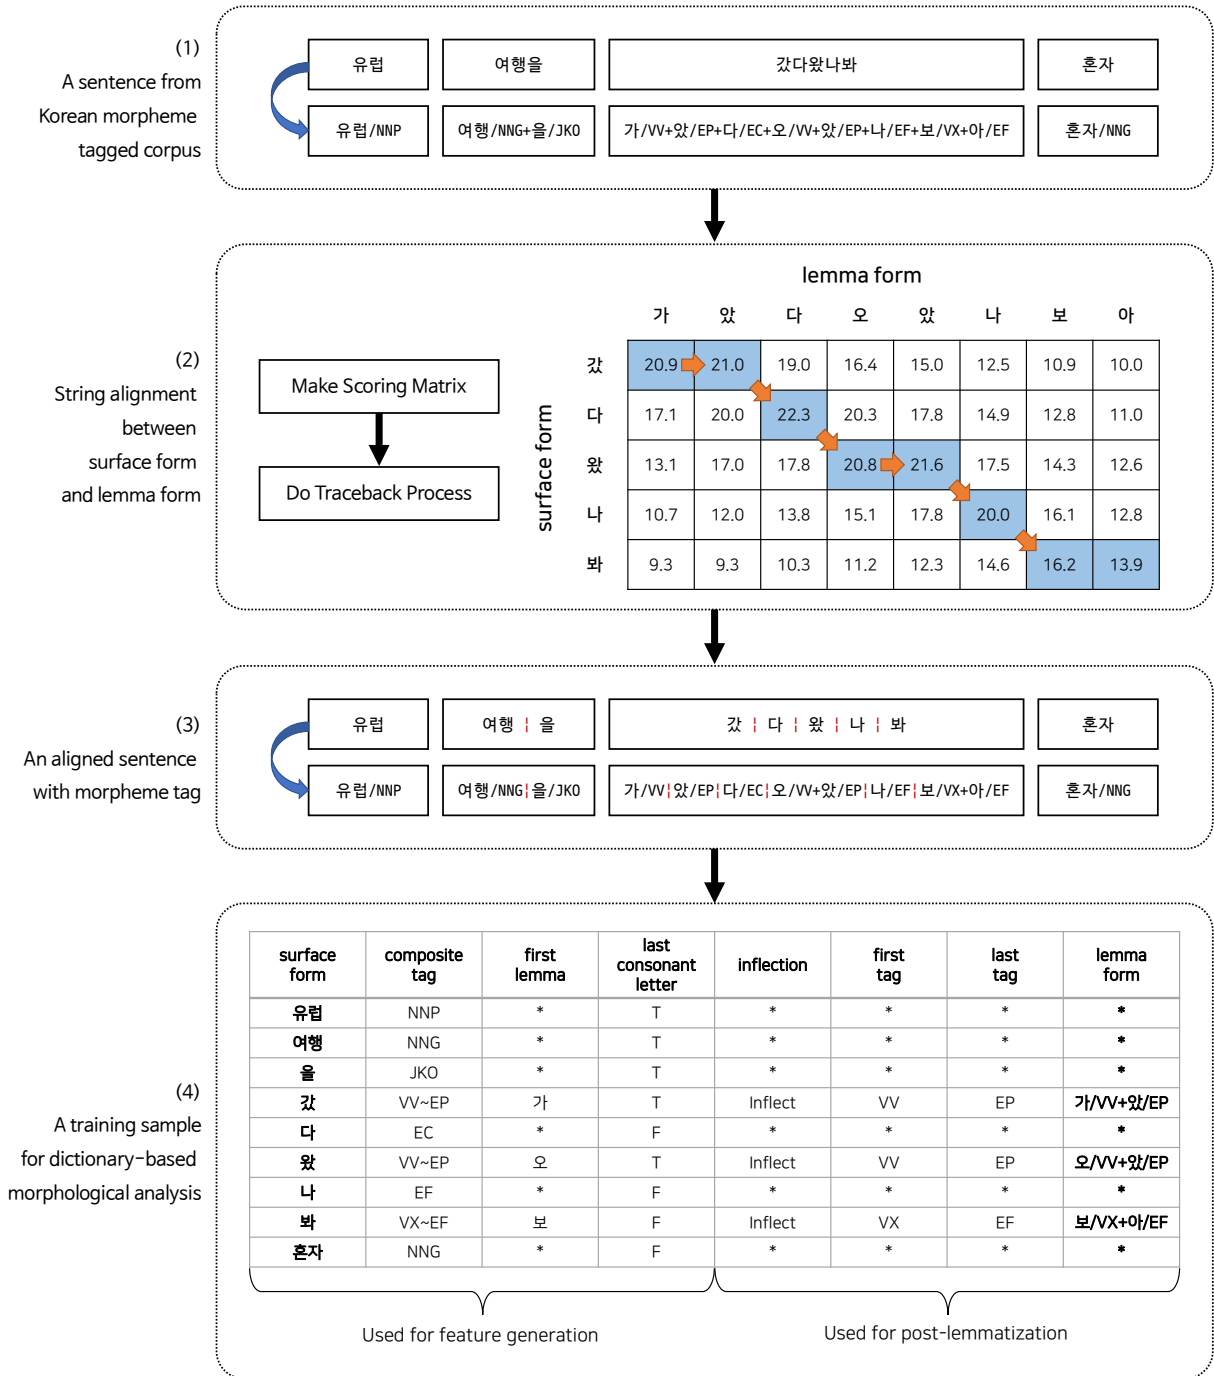 (1)
A sentence from
Korean morpheme
tagged corpus
유럽 여행을 갔다왔나봐 혼자
유럽/NNP 여행/NNG+을/JKO 가/VV+았/EP+다/EC+오/VV+았/EP+나/EF+보/VX+아/EF 혼자/NNG
(2)
String alignment
between
surface form
and lemma form
Make Scoring Matrix
Do Traceback Process
lemma form
surface form
가 았 다 오 았 나 보 아
갔 20.9 21.0 19.0 16.4 15.0 12.5 10.9 10.0
다 17.1 20.0 22.3 20.3 17.8 14.9 12.8 11.0
왔 13.1 17.0 17.8 20.8 21.6 17.5 14.3 12.6
나 10.7 12.0 13.8 15.1 17.8 20.0 16.1 12.8
봐 9.3 9.3 10.3 11.2 12.3 14.6 16.2 13.9
(3)
An aligned sentence
with morpheme tag
유럽 여행 ¦ 을 갔 ¦ 다 ¦ 왔 ¦ 나 ¦ 봐 혼자
유럽/NNP 여행/NNG¦을/JKO 가/VV¦았/EP¦다/EC¦오/VV+았/EP¦나/EF¦보/VX+아/EF 혼자/NNG
(4)
A training sample
for dictionary-based
morphological analysis
surface form composite tag first lemma last consonant letter inflection first tag last tag lemma form
유럽 NNP * T * * * *
여행 NNG * T * * * *
을 JKO * T * * * *
갔 VV~EP 가 T Inflect VV EP 가/VV+았/EP
다 EC * F * * * *
왔 VV~EP 오 T Inflect VV EP 오/VV+았/EP
나 EF * F * * * *
봐 VX~EF 보 F Inflect VX EF 보/VX+아/EF
혼자 NNG * F * * * *
Used for feature generation
Used for post-lemmatization